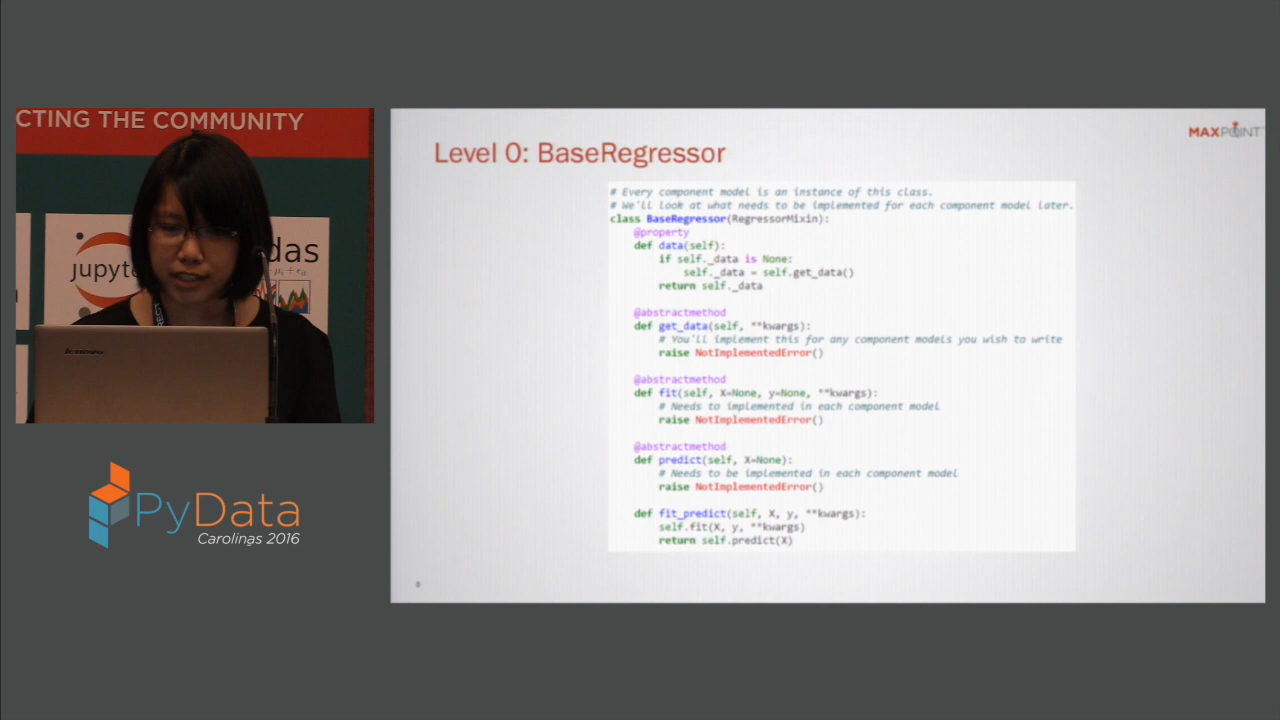 CTING THE COMMUNITY
jupyte
das
lenovo
PyData
Carolinas 2016
MAXPOINT
Level 0: BaseRegressor
# Every component model is an instance of this class.
# We'll look at what needs to be implemented for each component model later.
class BaseRegressor(RegressorMixin):
    @property
    def data(self):
        if self._data is None:
            self._data = self.get_data()
        return self._data
    @abstractmethod
    def get_data(self, **kwargs):
        # You'll implement this for any component models you wish to write
        raise NotImplementedError()
    @abstractmethod
    def fit(self, X=None, y=None, **kwargs):
        # Needs to implemented in each component model
        raise NotImplementedError()
    @abstractmethod
    def predict(self, X=None):
        # Needs to be implemented in each component model
        raise NotImplementedError()
    def fit_predict(self, X, y, **kwargs):
        self.fit(X, y, **kwargs)
        return self.predict(X)